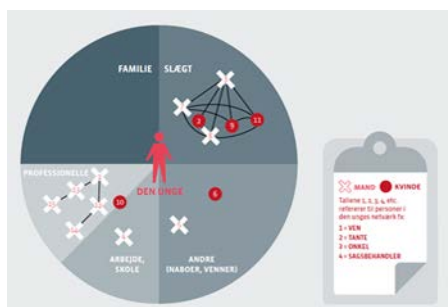 FAMILIE
SLÆGT
2
9
11
PROFESSIONELLE
DEN UNGE
10
6
ARBEJDE,
SKOLE
ANDRE
(NABOER, VENNER)
MAND
KVINDE
Tallene 1, 2, 3, 4, etc.
refererer til personer i
den unges netværk fx:
1 = VEN
2 = TANTE
3 = ONKEL
4 = SAGSBEHANDLER